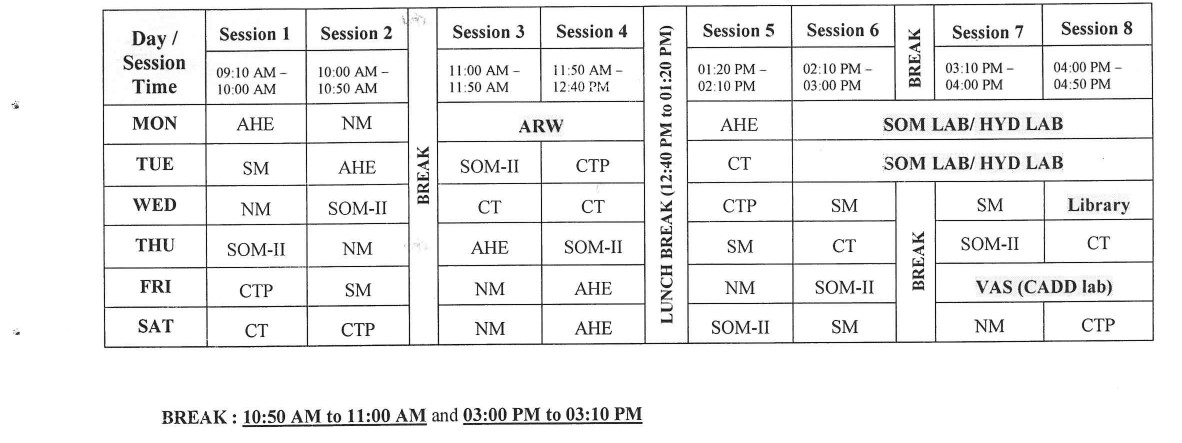 Day / Session Time | Session 1 | Session 2 | BREAK | Session 3 | Session 4 | LUNCH BREAK (12:40 PM to 01:20 PM) | Session 5 | Session 6 | BREAK | Session 7 | Session 8
09:10 AM – 10:00 AM | 10:00 AM – 10:50 AM | 11:00 AM – 11:50 AM | 11:50 AM – 12:40 PM | 01:20 PM – 02:10 PM | 02:10 PM – 03:00 PM | 03:10 PM – 04:00 PM | 04:00 PM – 04:50 PM
MON | AHE | NM | ARW | AHE | SOM LAB/ HYD LAB
TUE | SM | AHE | SOM-II | CTP | CT | SOM LAB/ HYD LAB
WED | NM | SOM-II | CT | CT | CTP | SM | BREAK | SM | Library
THU | SOM-II | NM | AHE | SOM-II | SM | CT | SOM-II | CT
FRI | CTP | SM | NM | AHE | NM | SOM-II | VAS (CADD lab)
SAT | CT | CTP | NM | AHE | SOM-II | SM | NM | CTP
BREAK : 10:50 AM to 11:00 AM and 03:00 PM to 03:10 PM